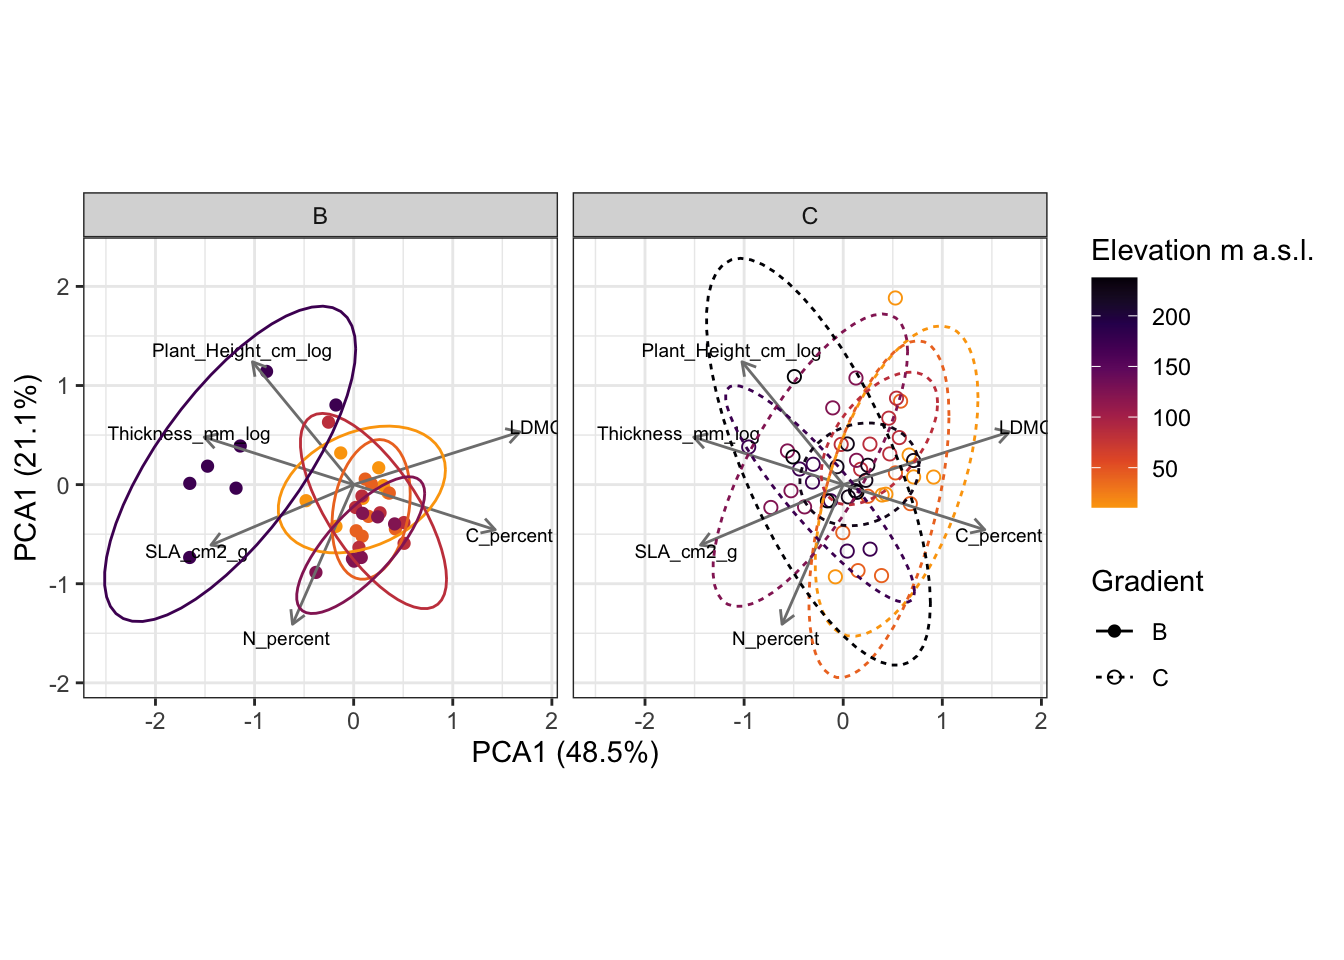 B
C
Elevation m a.s.l.
200
150
100
50
Gradient
B
C
PCA1 (21.1%)
2
1
0
-1
-2
Plant_Height_cm_log
Thickness_mm_log
LDMC
SLA_cm2_g
C_percent
N_percent
Plant_Height_cm_log
Thickness_mm_log
LDMC
SLA_cm2_g
C_percent
N_percent
-2 -1 0 1 2
-2 -1 0 1 2
PCA1 (48.5%)